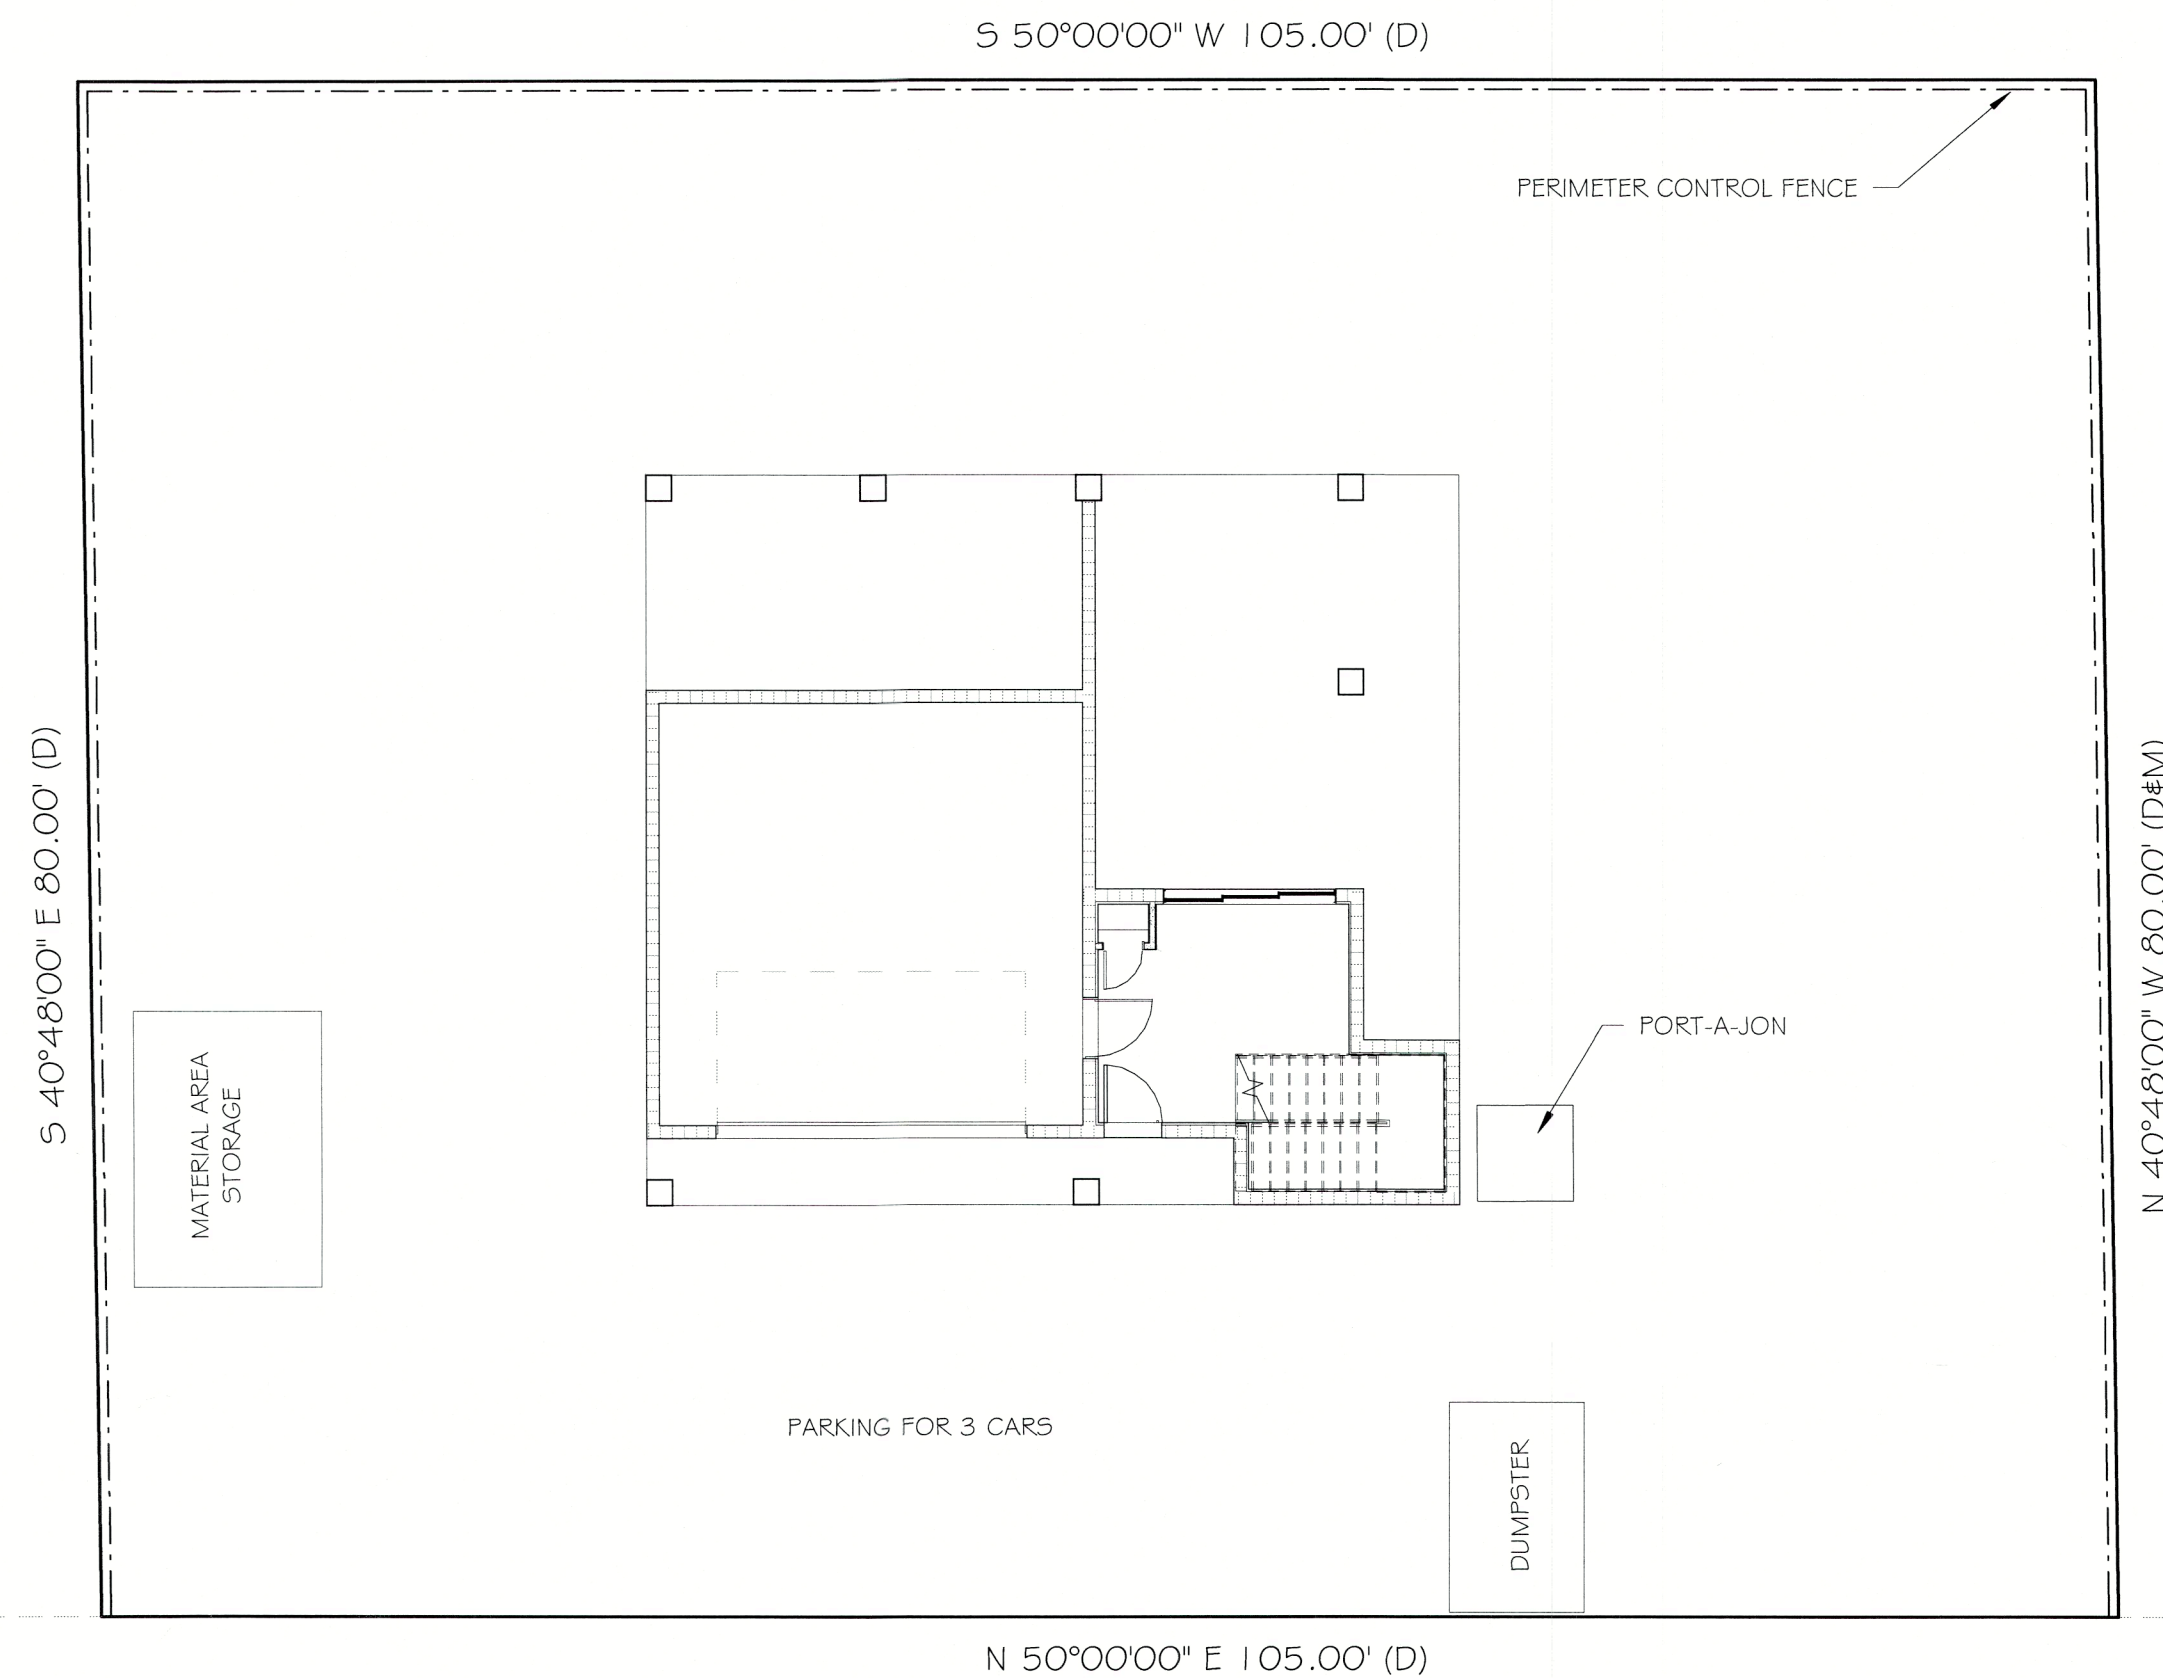 S 50°00'00" W 105.00' (D)
PERIMETER CONTROL FENCE
S 40°48'00" E 80.00' (D)
N 40°48'00" W 80.00' (D&M)
PORT-A-JON
MATERIAL AREA
STORAGE
PARKING FOR 3 CARS
DUMPSTER
N 50°00'00" E 105.00' (D)